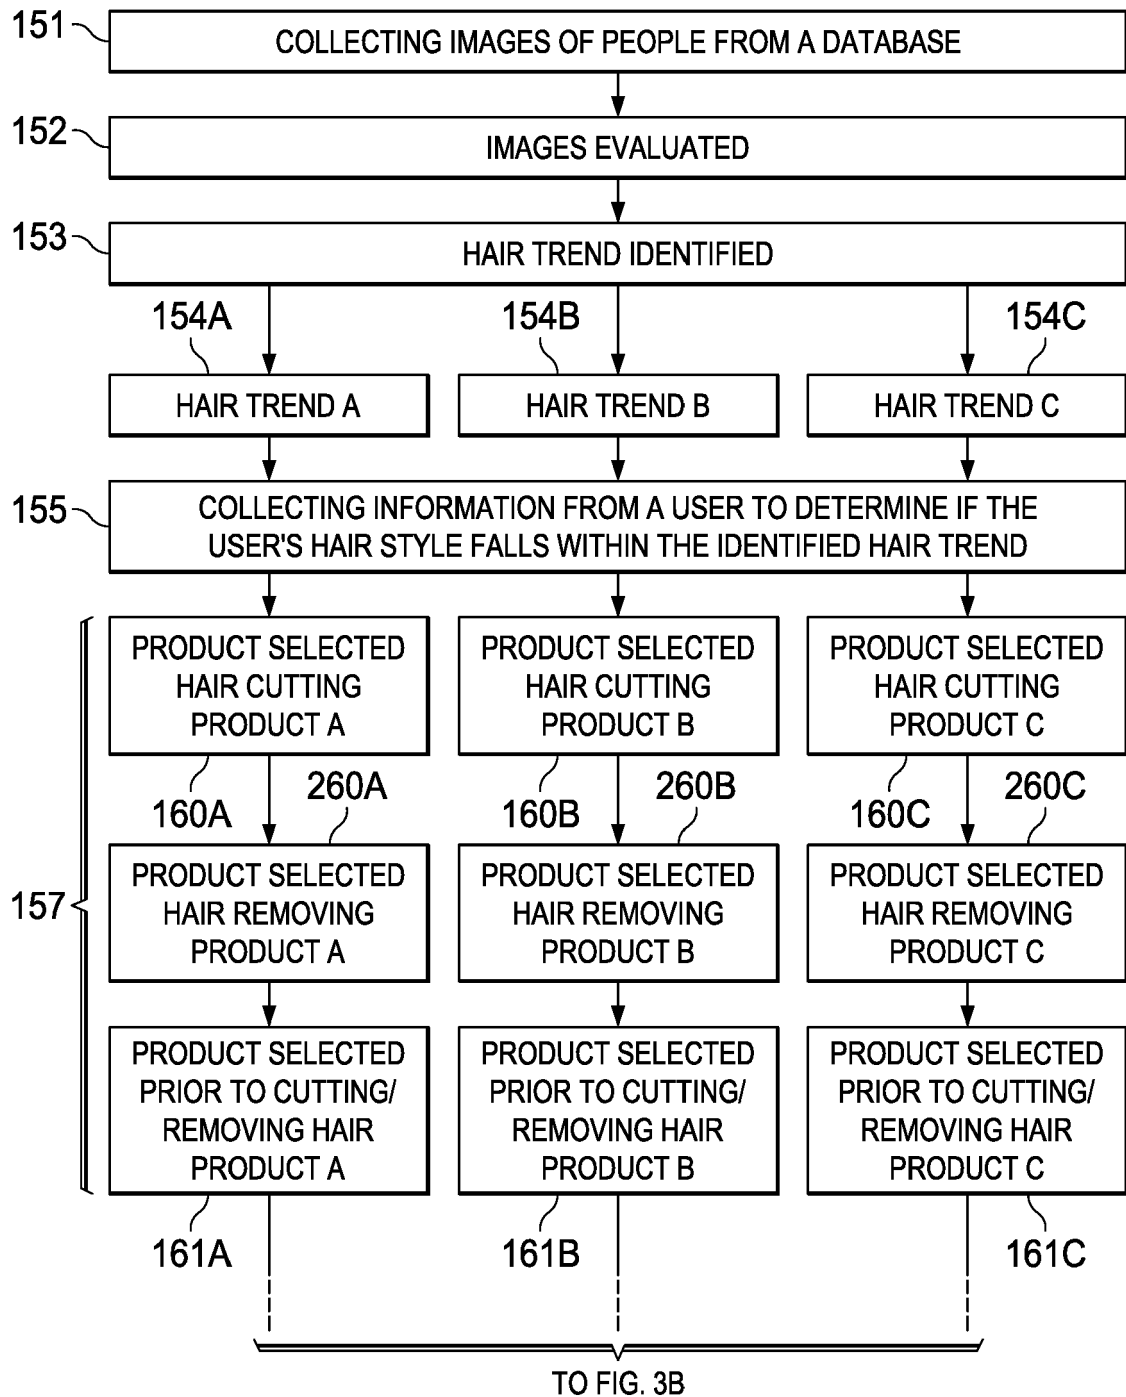 151
COLLECTING IMAGES OF PEOPLE FROM A DATABASE
152
IMAGES EVALUATED
153
HAIR TREND IDENTIFIED
154A
154B
154C
HAIR TREND A
HAIR TREND B
HAIR TREND C
155
COLLECTING INFORMATION FROM A USER TO DETERMINE IF THE
USER'S HAIR STYLE FALLS WITHIN THE IDENTIFIED HAIR TREND
157
PRODUCT SELECTED
HAIR CUTTING
PRODUCT A
PRODUCT SELECTED
HAIR CUTTING
PRODUCT B
PRODUCT SELECTED
HAIR CUTTING
PRODUCT C
160A
260A
160B
260B
160C
260C
PRODUCT SELECTED
HAIR REMOVING
PRODUCT A
PRODUCT SELECTED
HAIR REMOVING
PRODUCT B
PRODUCT SELECTED
HAIR REMOVING
PRODUCT C
PRODUCT SELECTED
PRIOR TO CUTTING/
REMOVING HAIR
PRODUCT A
PRODUCT SELECTED
PRIOR TO CUTTING/
REMOVING HAIR
PRODUCT B
PRODUCT SELECTED
PRIOR TO CUTTING/
REMOVING HAIR
PRODUCT C
161A
161B
161C
TO FIG. 3B